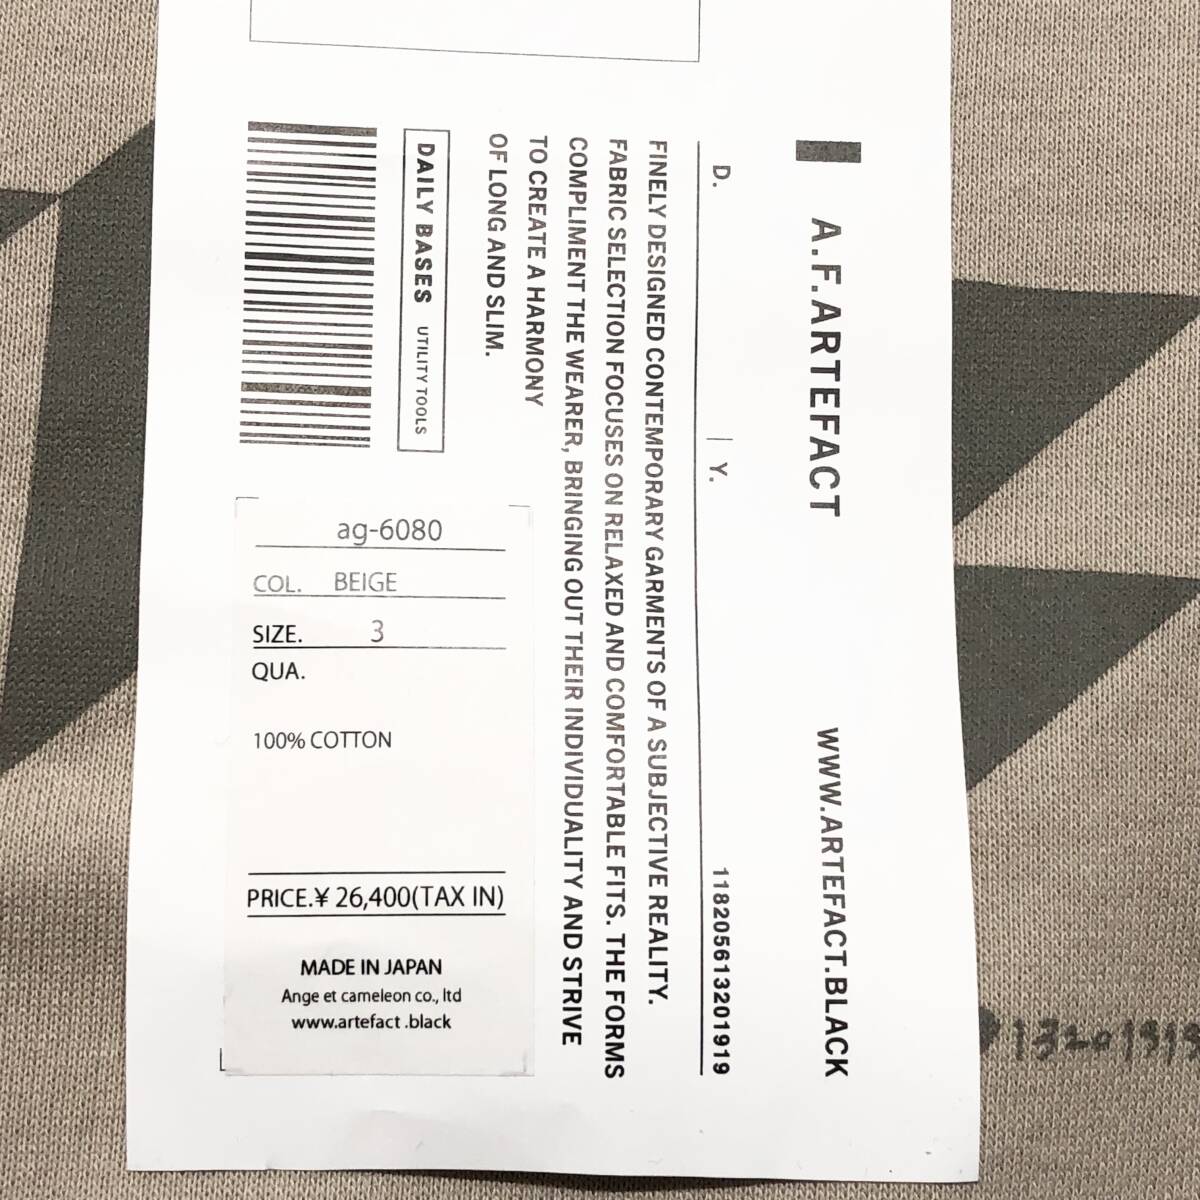 A.F.ARTEFACT
WWW.ARTEFACT.BLACK
D.
Y.
1182056132019​19
FINELY DESIGNED CONTEMPORARY GARMENTS OF A SUBJECTIVE REALITY.
FABRIC SELECTION FOCUSES ON RELAXED AND COMFORTABLE FITS. THE FORMS
COMPLIMENT THE WEARER, BRINGING OUT THEIR INDIVIDUALITY AND STRIVE
TO CREATE A HARMONY
OF LONG AND SLIM.
DAILY BASES UTILITY TOOLS
ag-6080
COL. BEIGE
SIZE. 3
QUA.
100% COTTON
PRICE.¥ 26,400(TAX IN)
MADE IN JAPAN
Ange et cameleon co., ltd
www.artefact .black